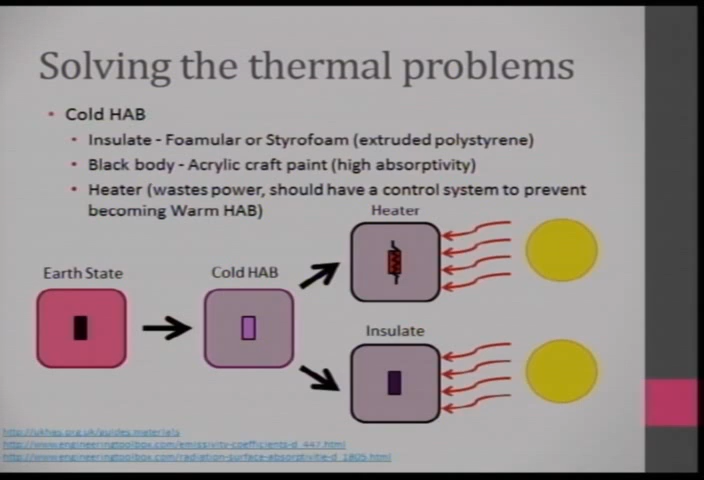 Solving the thermal problems
• Cold HAB
• Insulate - Foamular or Styrofoam (extruded polystyrene)
• Black body - Acrylic craft paint (high absorptivity)
• Heater (wastes power, should have a control system to prevent
becoming Warm HAB)
Heater
Earth State
Cold HAB
Insulate
http://ukhas.org.uk/guides:materials
http://www.engineeringtoolbox.com/emissivity-coefficients-d_447.html
http://www.engineeringtoolbox.com/radiation-surface-absorptivitie-d_1805.html